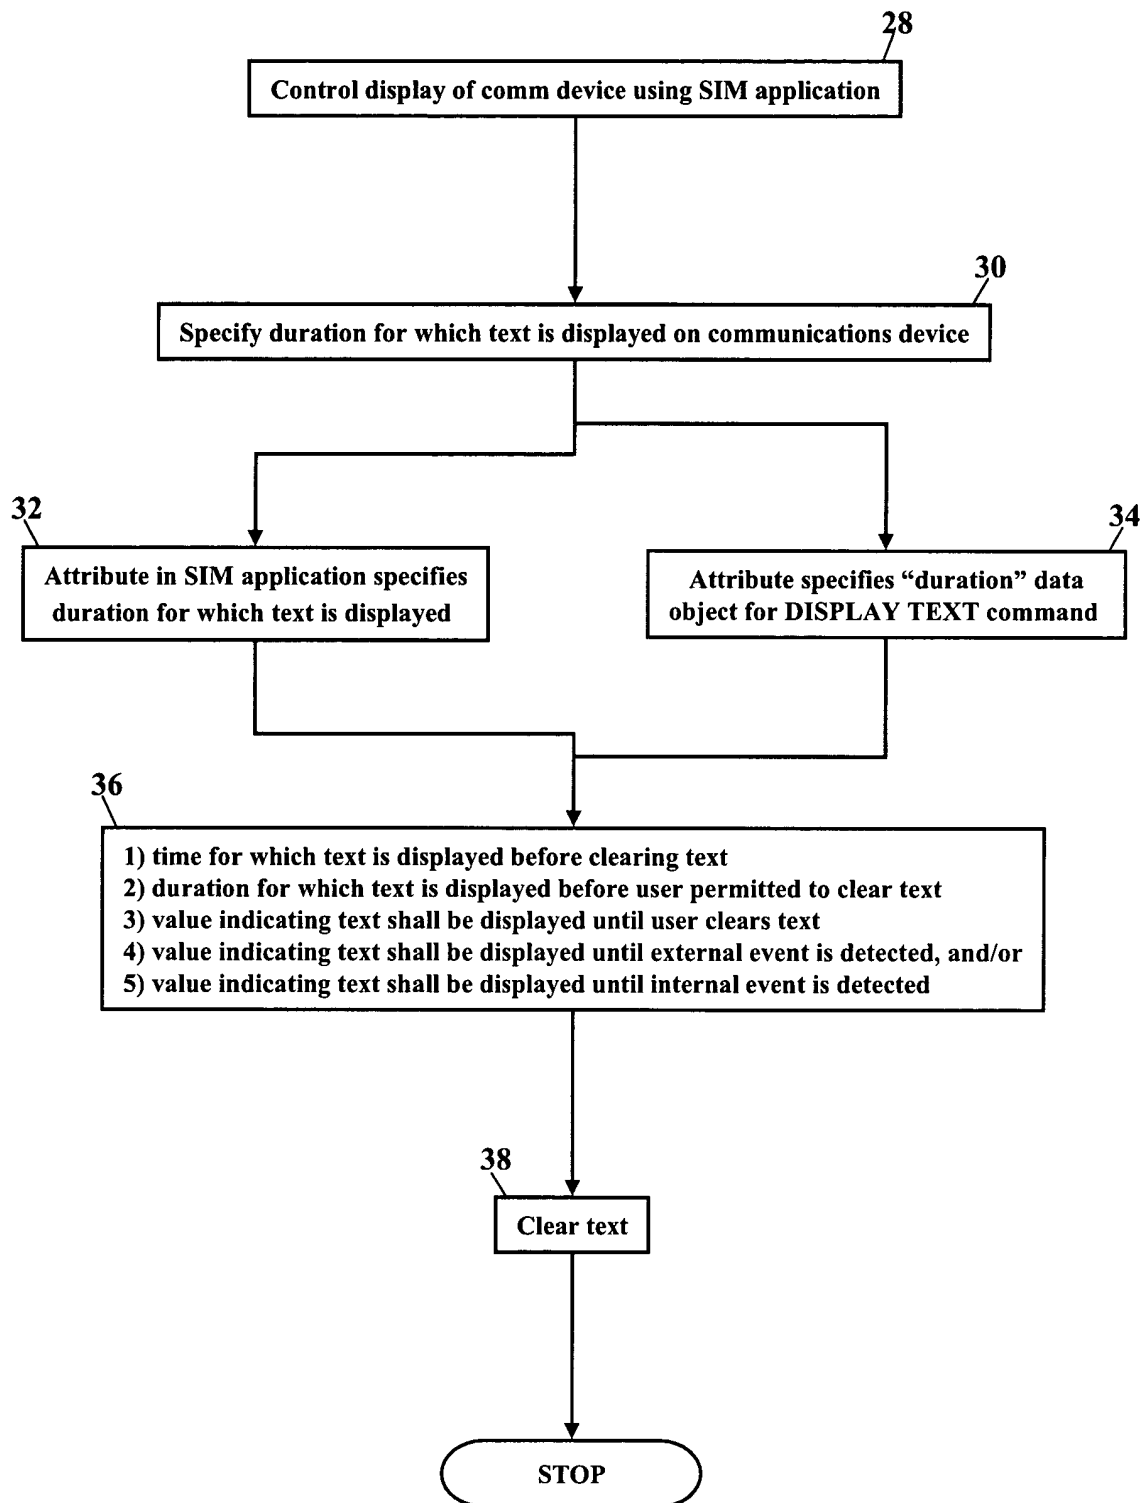 28
Control display of comm device using SIM application
30
Specify duration for which text is displayed on communications device
32
Attribute in SIM application specifies
duration for which text is displayed
34
Attribute specifies “duration” data
object for DISPLAY TEXT command
36
1) time for which text is displayed before clearing text
2) duration for which text is displayed before user permitted to clear text
3) value indicating text shall be displayed until user clears text
4) value indicating text shall be displayed until external event is detected, and/or
5) value indicating text shall be displayed until internal event is detected
38
Clear text
STOP